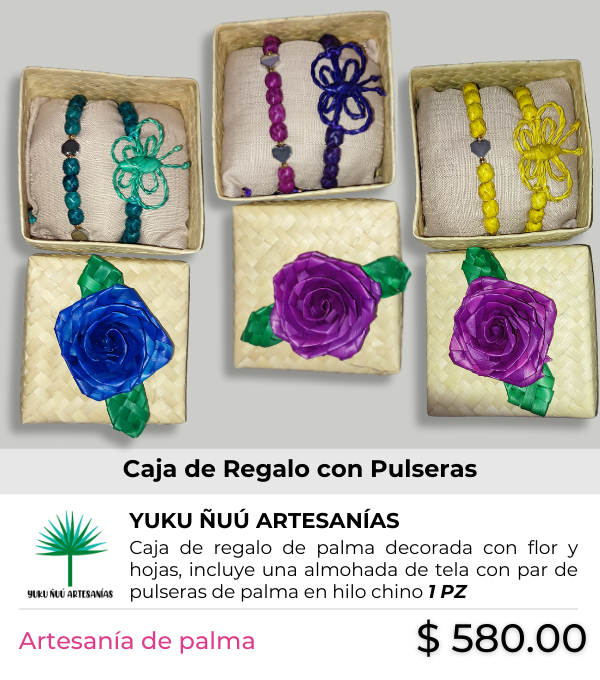 Caja de Regalo con Pulseras
YUKU ÑUÚ ARTESANÍAS
Caja de regalo de palma decorada con flor y
hojas, incluye una almohada de tela con par de
pulseras de palma en hilo chino 1 PZ
YUKU ÑUÚ ARTESANÍAS
Artesanía de palma
$ 580.00